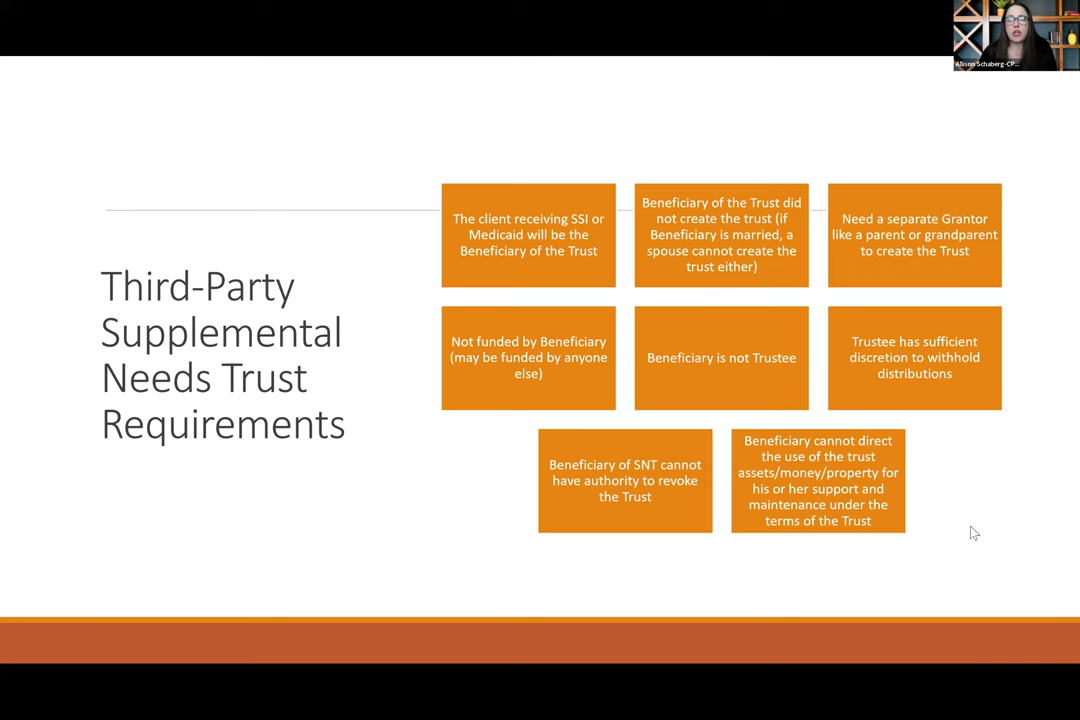 Allison Schaberg-CP...
Third-Party
Supplemental
Needs Trust
Requirements
The client receiving SSI or
Medicaid will be the
Beneficiary of the Trust
Beneficiary of the Trust did
not create the trust (if
Beneficiary is married, a
spouse cannot create the
trust either)
Need a separate Grantor
like a parent or grandparent
to create the Trust
Not funded by Beneficiary
(may be funded by anyone
else)
Beneficiary is not Trustee
Trustee has sufficient
discretion to withhold
distributions
Beneficiary of SNT cannot
have authority to revoke
the Trust
Beneficiary cannot direct
the use of the trust
assets/money/property for
his or her support and
maintenance under the
terms of the Trust